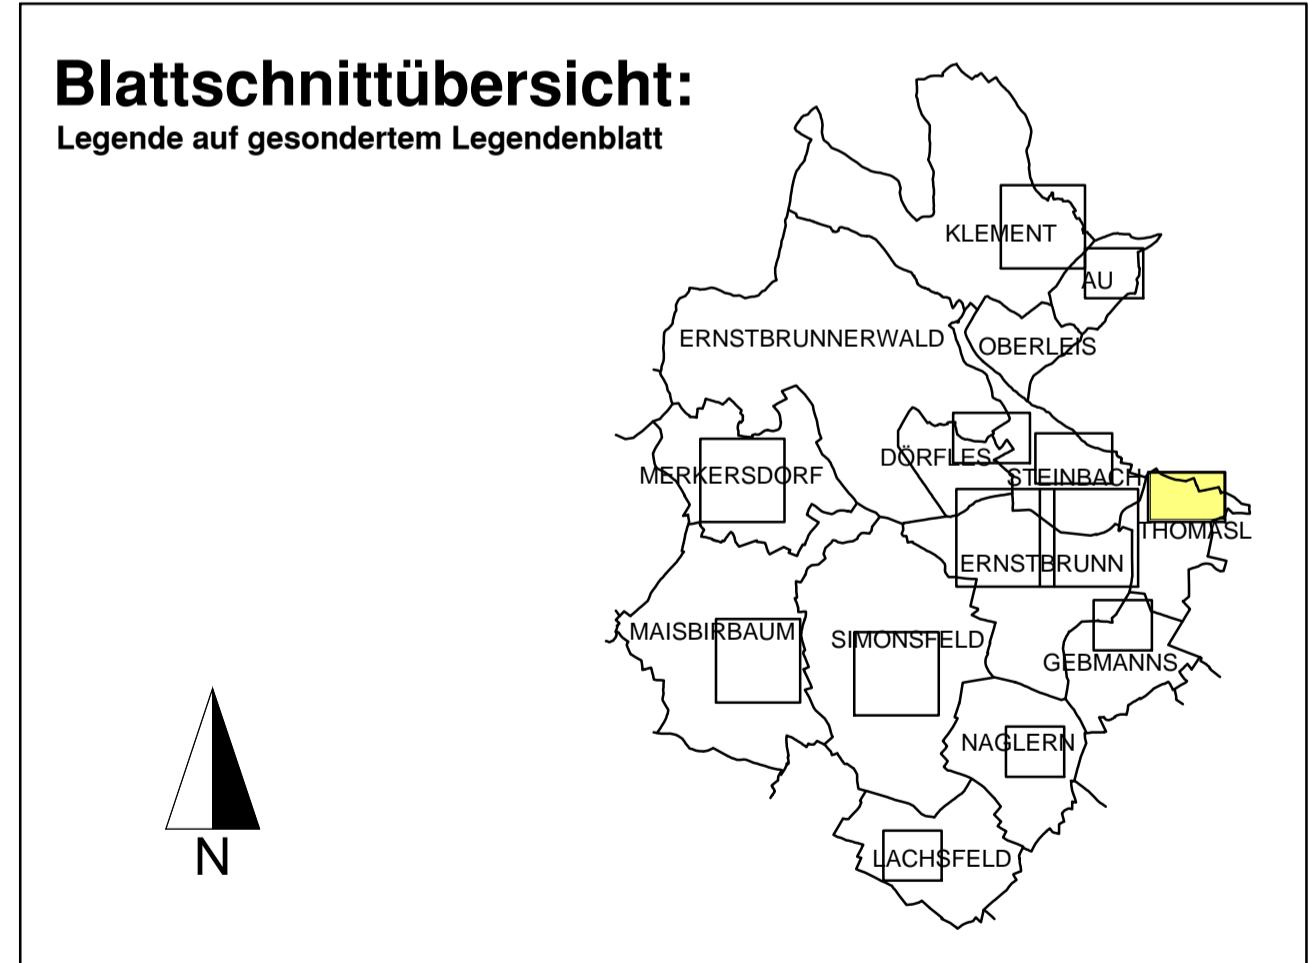 Blattschnittübersicht:
Legende auf gesondertem Legendenblatt
KLEMENT
AU
ERNSTBRUNNERWALD
OBERLEIS
DÖRFLES
MERKERSDORF
STEINBACH
THOMASL
ERNSTBRUNN
MAISBIRBAUM
SIMONSFELD
GEBMANNS
NAGLERN
LACHSFELD
N